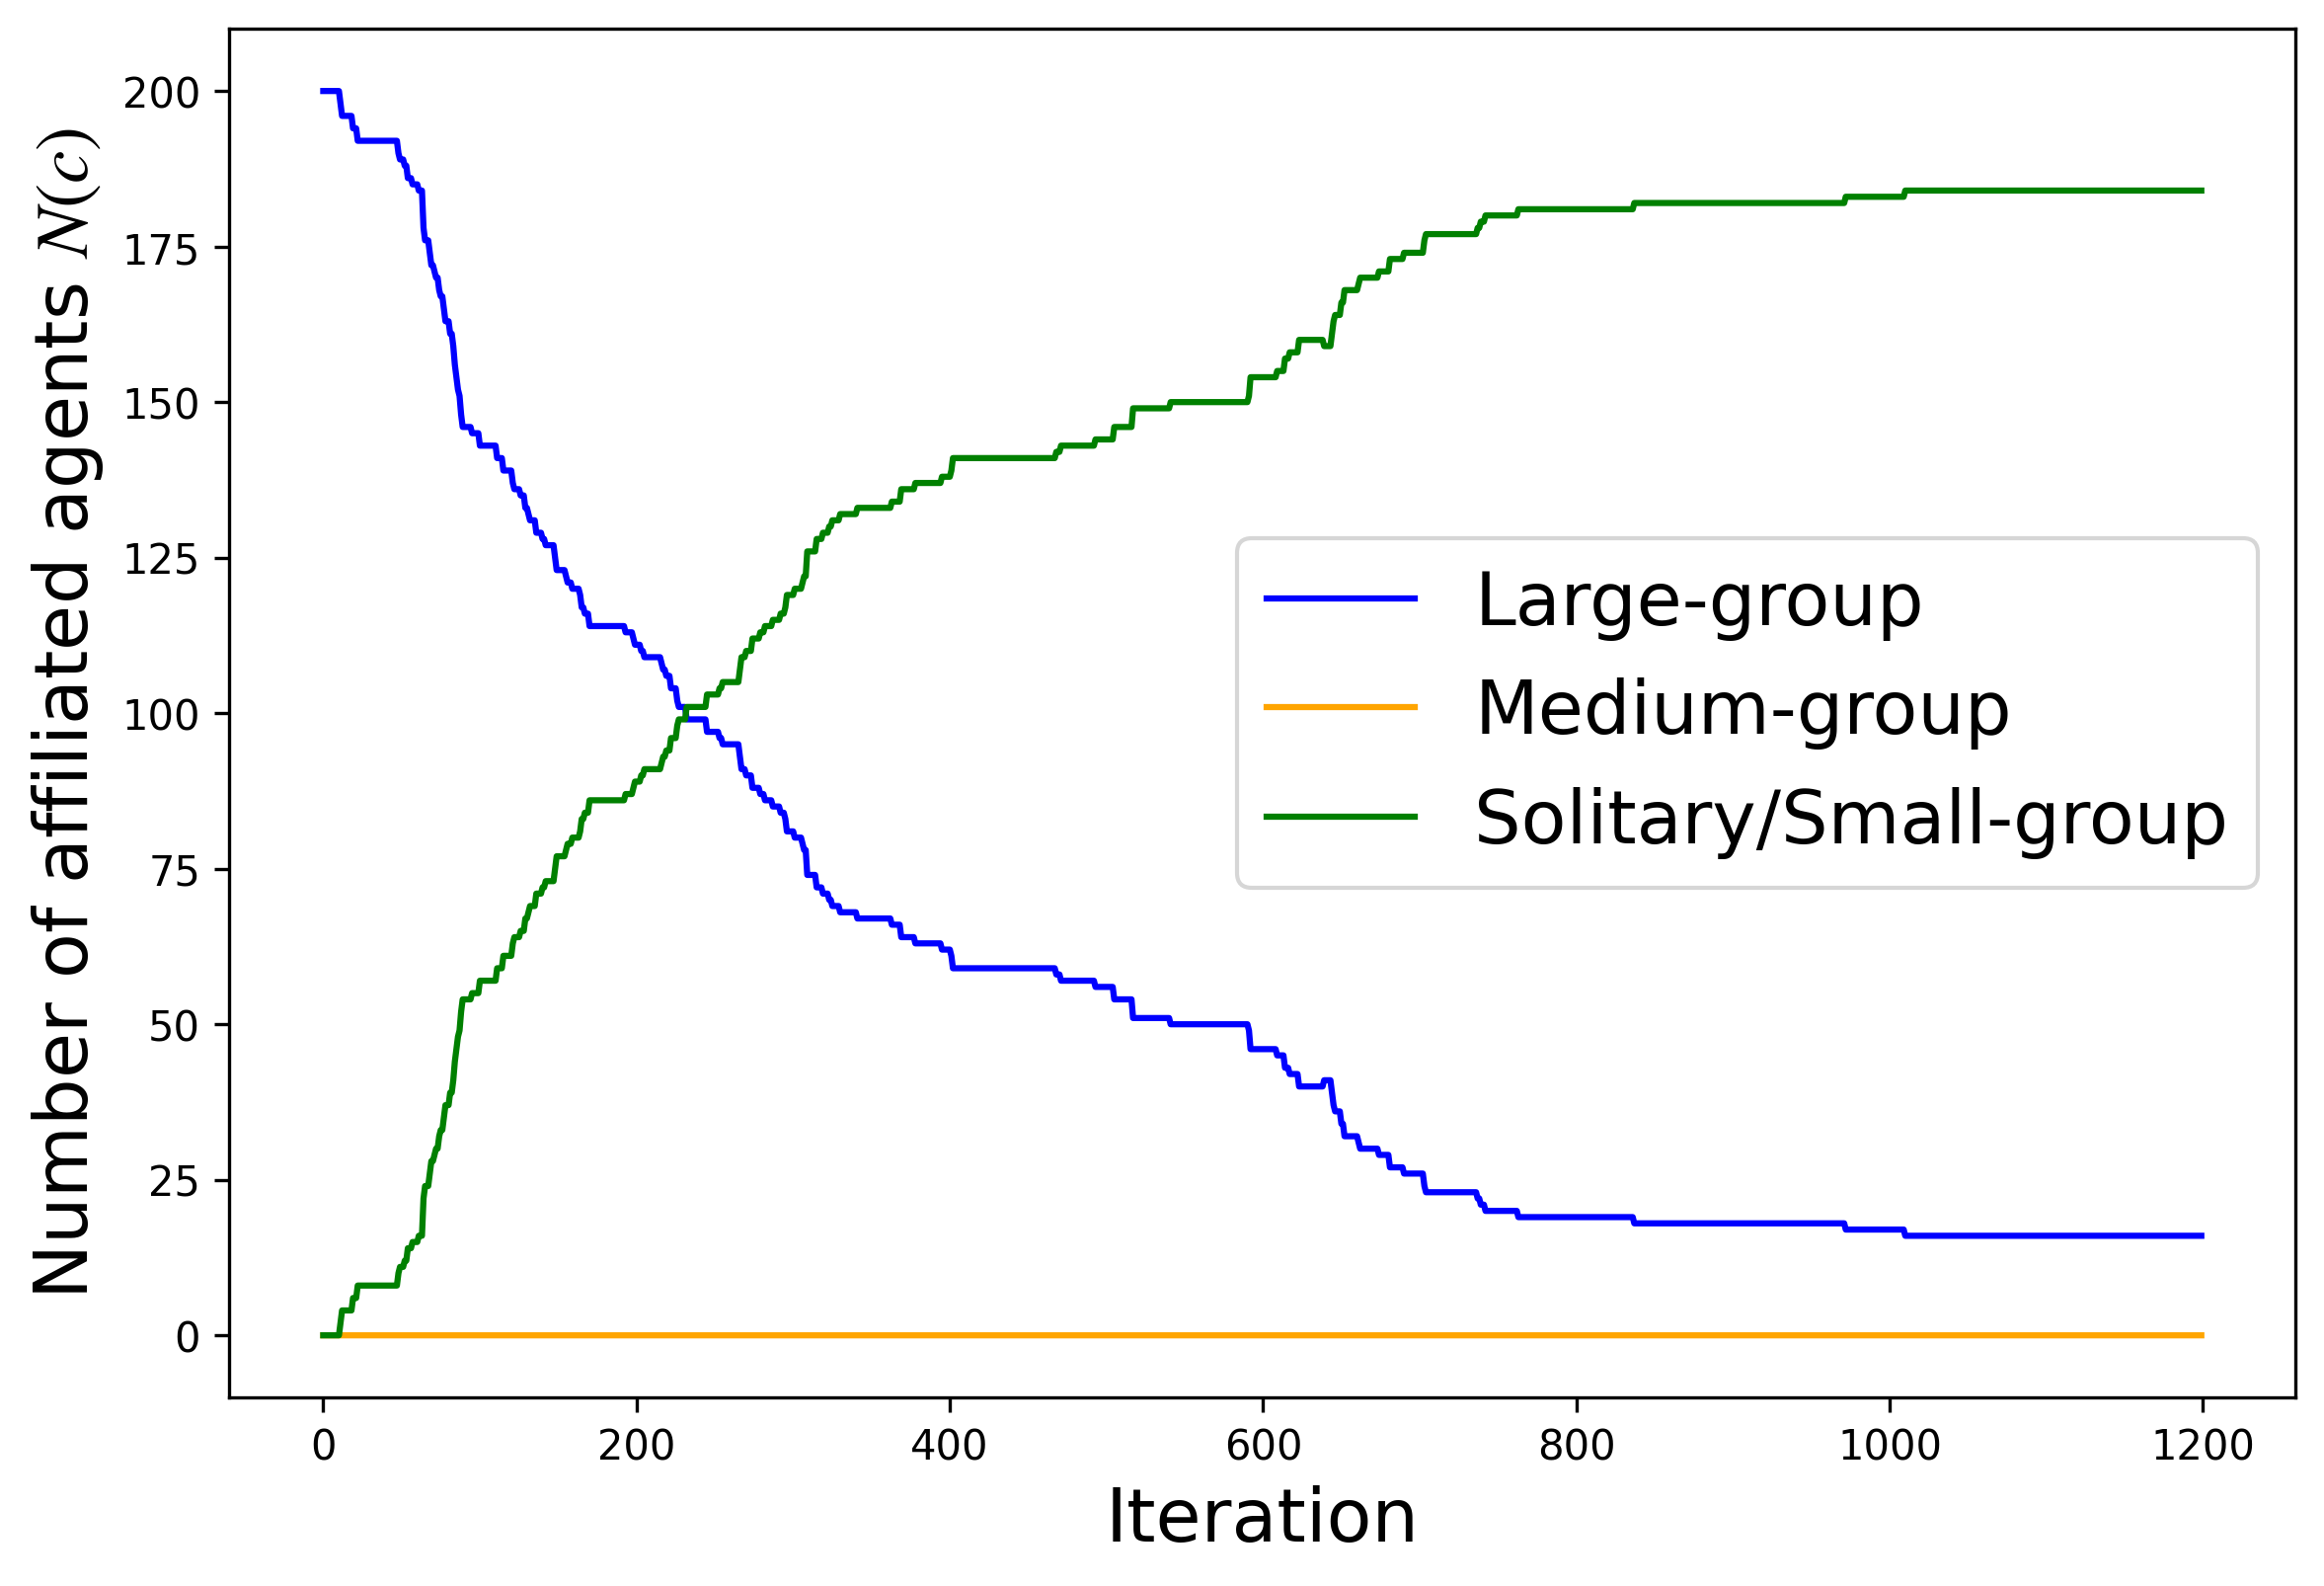 Number of affiliated agents N(c)
200
175
150
125
100
75
50
25
0
Large-group
Medium-group
Solitary/Small-group
0 200 400 600 800 1000 1200
Iteration